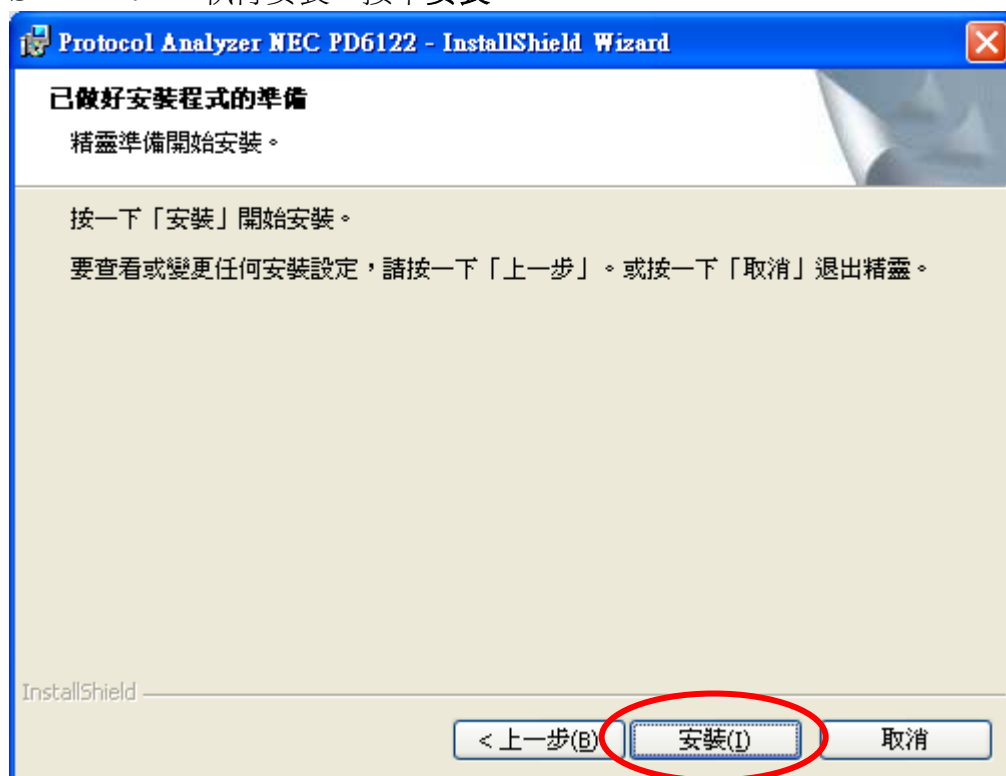 Protocol Analyzer NEC PD6122 - InstallShield Wizard
已做好安裝程式的準備
精靈準備開始安裝。
按一下「安裝」開始安裝。
要查看或變更任何安裝設定，請按一下「上一步」。或按一下「取消」退出精靈。
InstallShield
< 上一步(B) 安裝(I) 取消